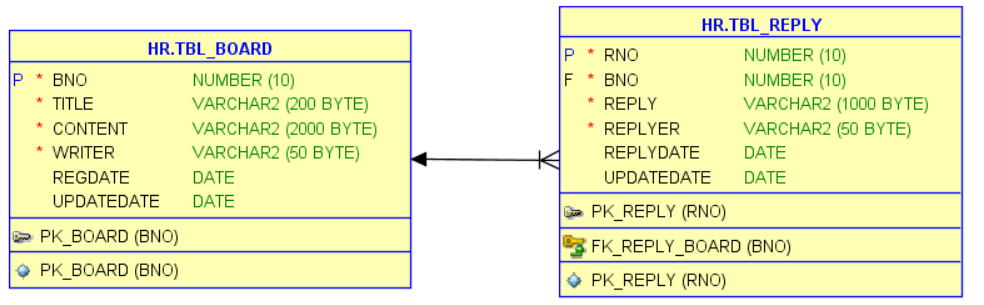 HR.TBL_BOARD
P * BNO NUMBER (10)
* TITLE VARCHAR2 (200 BYTE)
* CONTENT VARCHAR2 (2000 BYTE)
* WRITER VARCHAR2 (50 BYTE)
REGDATE DATE
UPDATEDATE DATE
PK_BOARD (BNO)
PK_BOARD (BNO)
HR.TBL_REPLY
P * RNO NUMBER (10)
F * BNO NUMBER (10)
* REPLY VARCHAR2 (1000 BYTE)
* REPLYER VARCHAR2 (50 BYTE)
REPLYDATE DATE
UPDATEDATE DATE
PK_REPLY (RNO)
FK_REPLY_BOARD (BNO)
PK_REPLY (RNO)